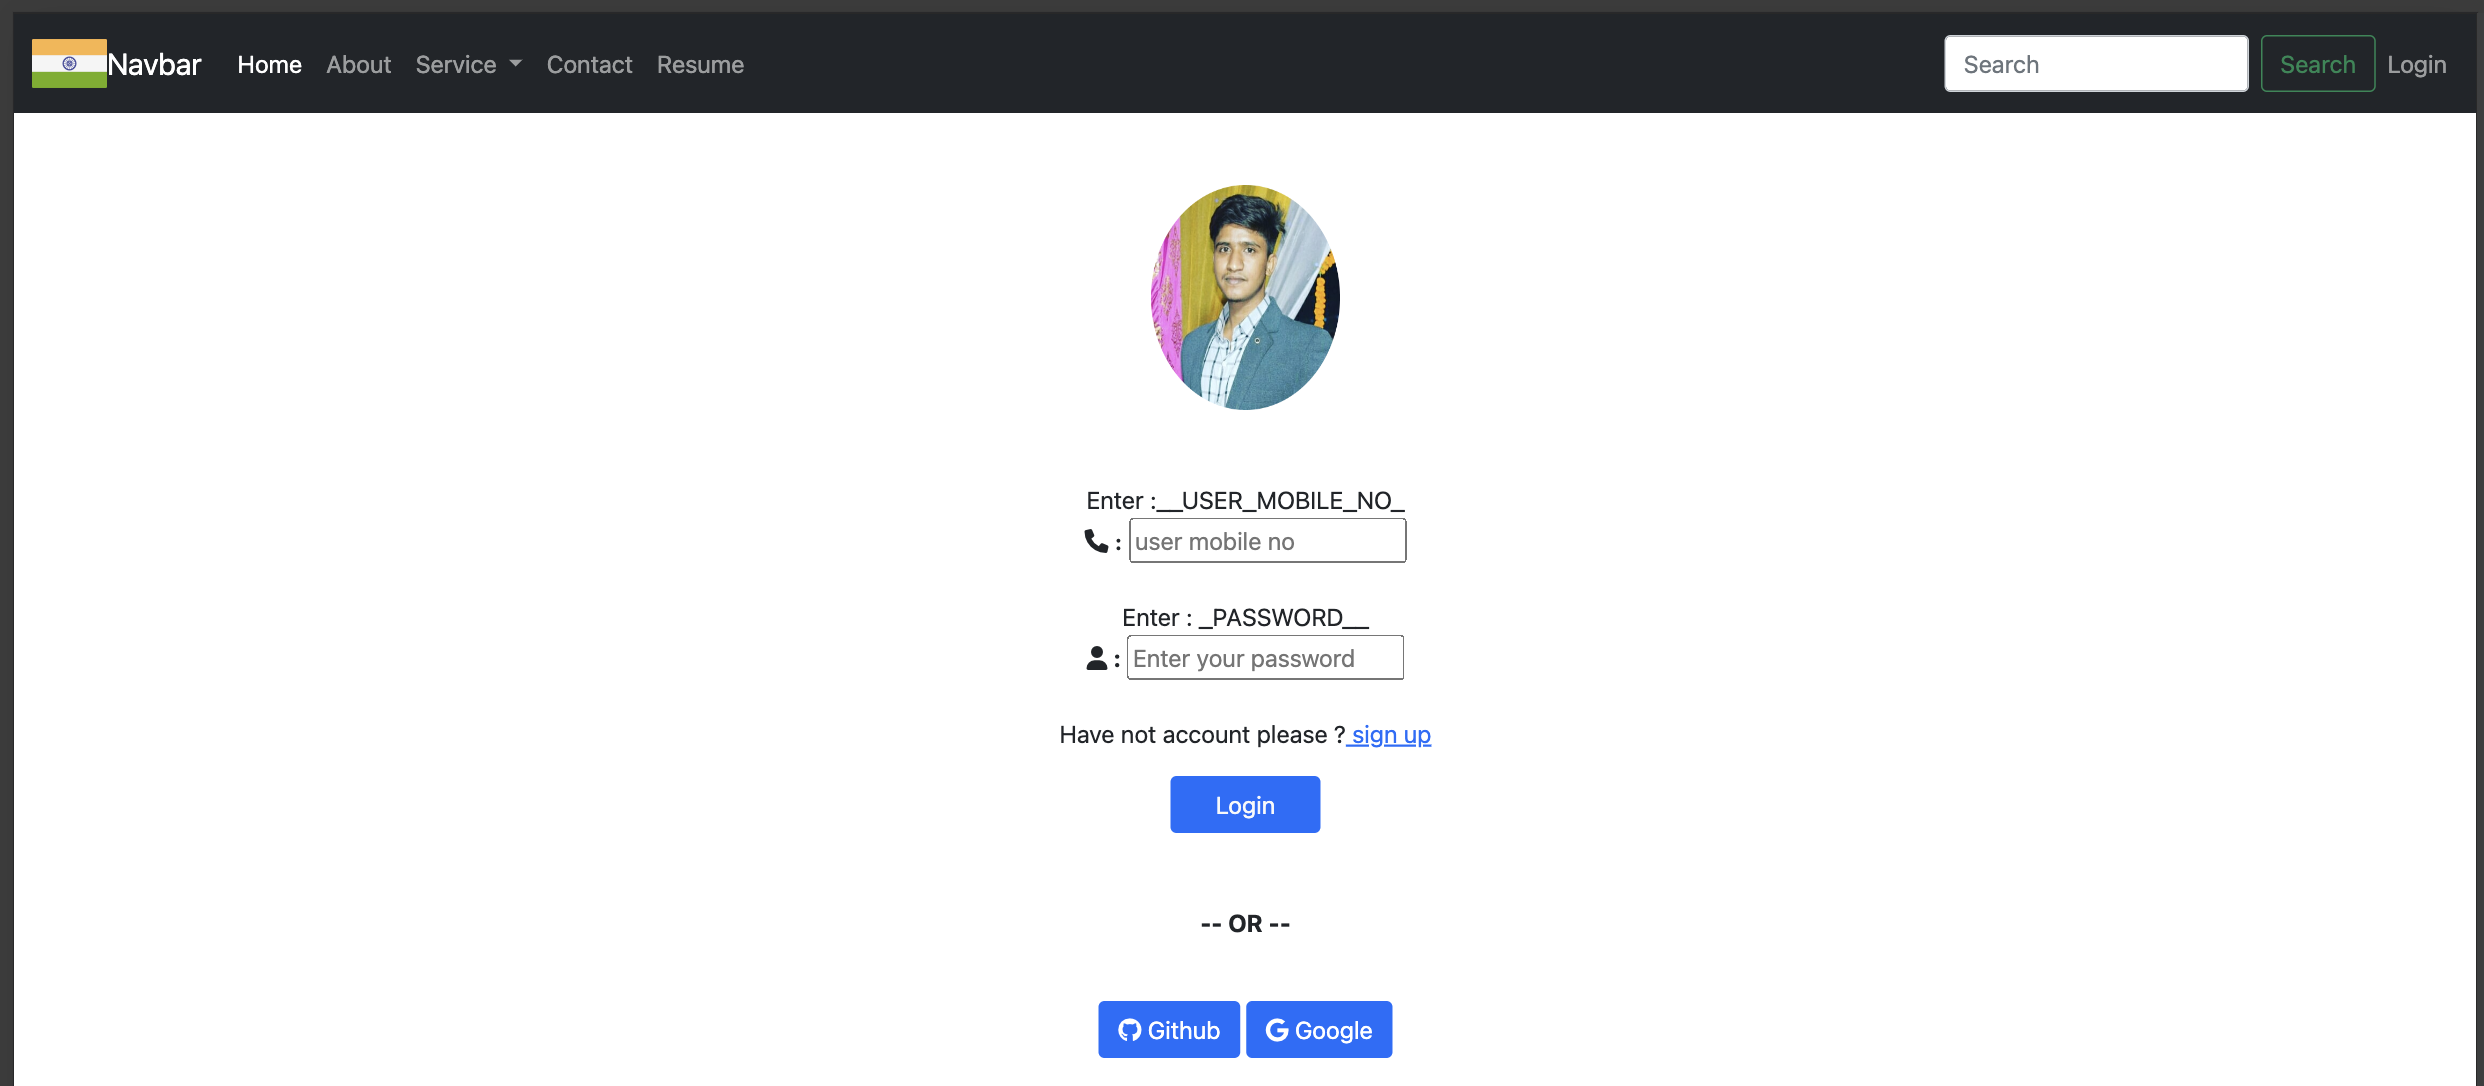 Navbar Home About Service Contact Resume Search Search Login
Enter :__USER_MOBILE_NO_
: user mobile no
Enter : _PASSWORD__
: Enter your password
Have not account please ? sign up
Login
-- OR --
Github Google